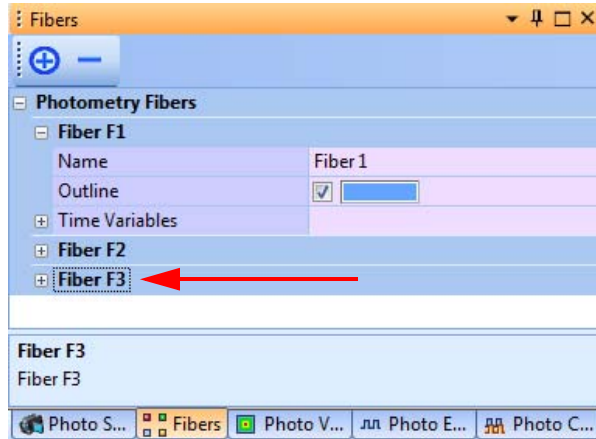 Fibers
Photometry Fibers
Fiber F1
Name Fiber 1
Outline
Time Variables
Fiber F2
Fiber F3
Fiber F3
Fiber F3
Photo S... Fibers Photo V... Photo E... Photo C...